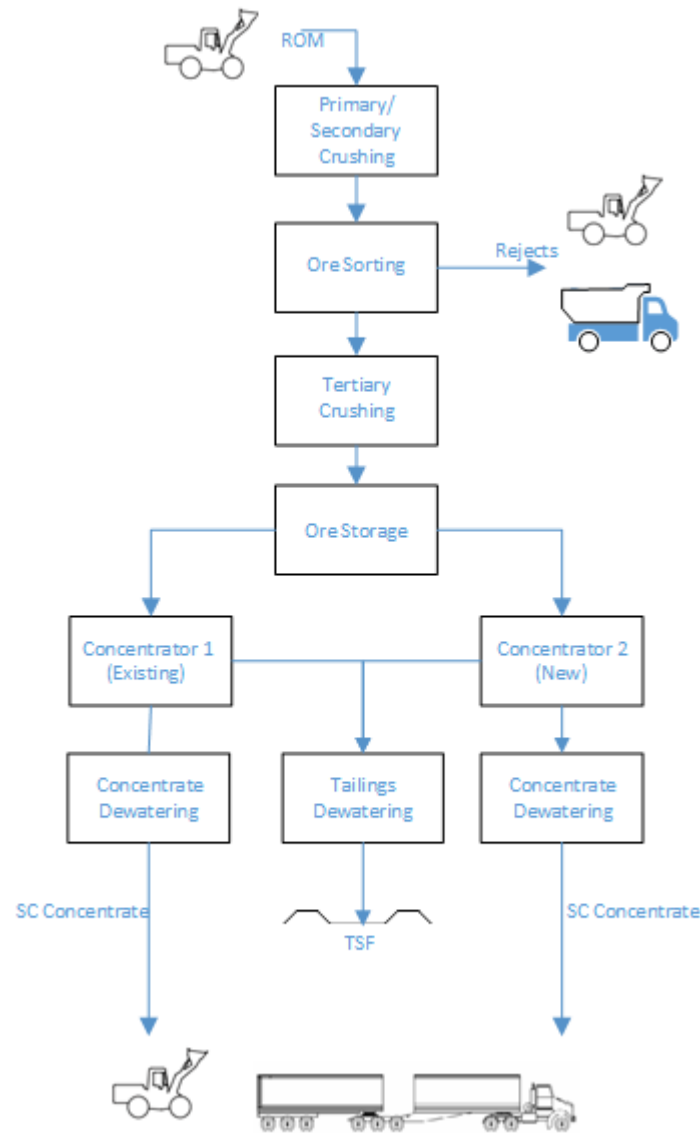 ROM
Primary/
Secondary
Crushing
Ore Sorting
Rejects
Tertiary
Crushing
Ore Storage
Concentrator 1
(Existing)
Concentrator 2
(New)
Concentrate
Dewatering
Tailings
Dewatering
Concentrate
Dewatering
SC Concentrate
SC Concentrate
TSF